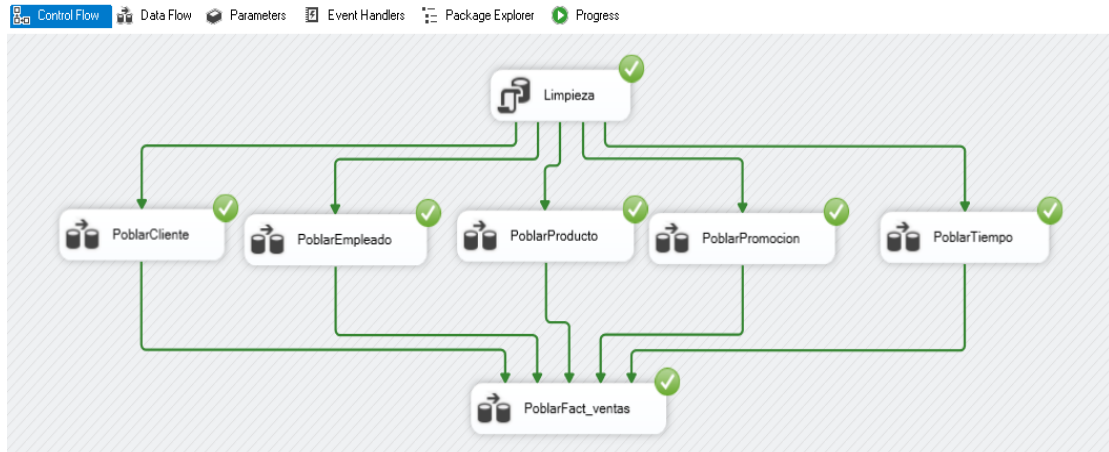 Control Flow Data Flow Parameters Event Handlers Package Explorer Progress
Limpieza
PoblarCliente PoblarEmpleado PoblarProducto PoblarPromocion PoblarTiempo
PoblarFact_ventas